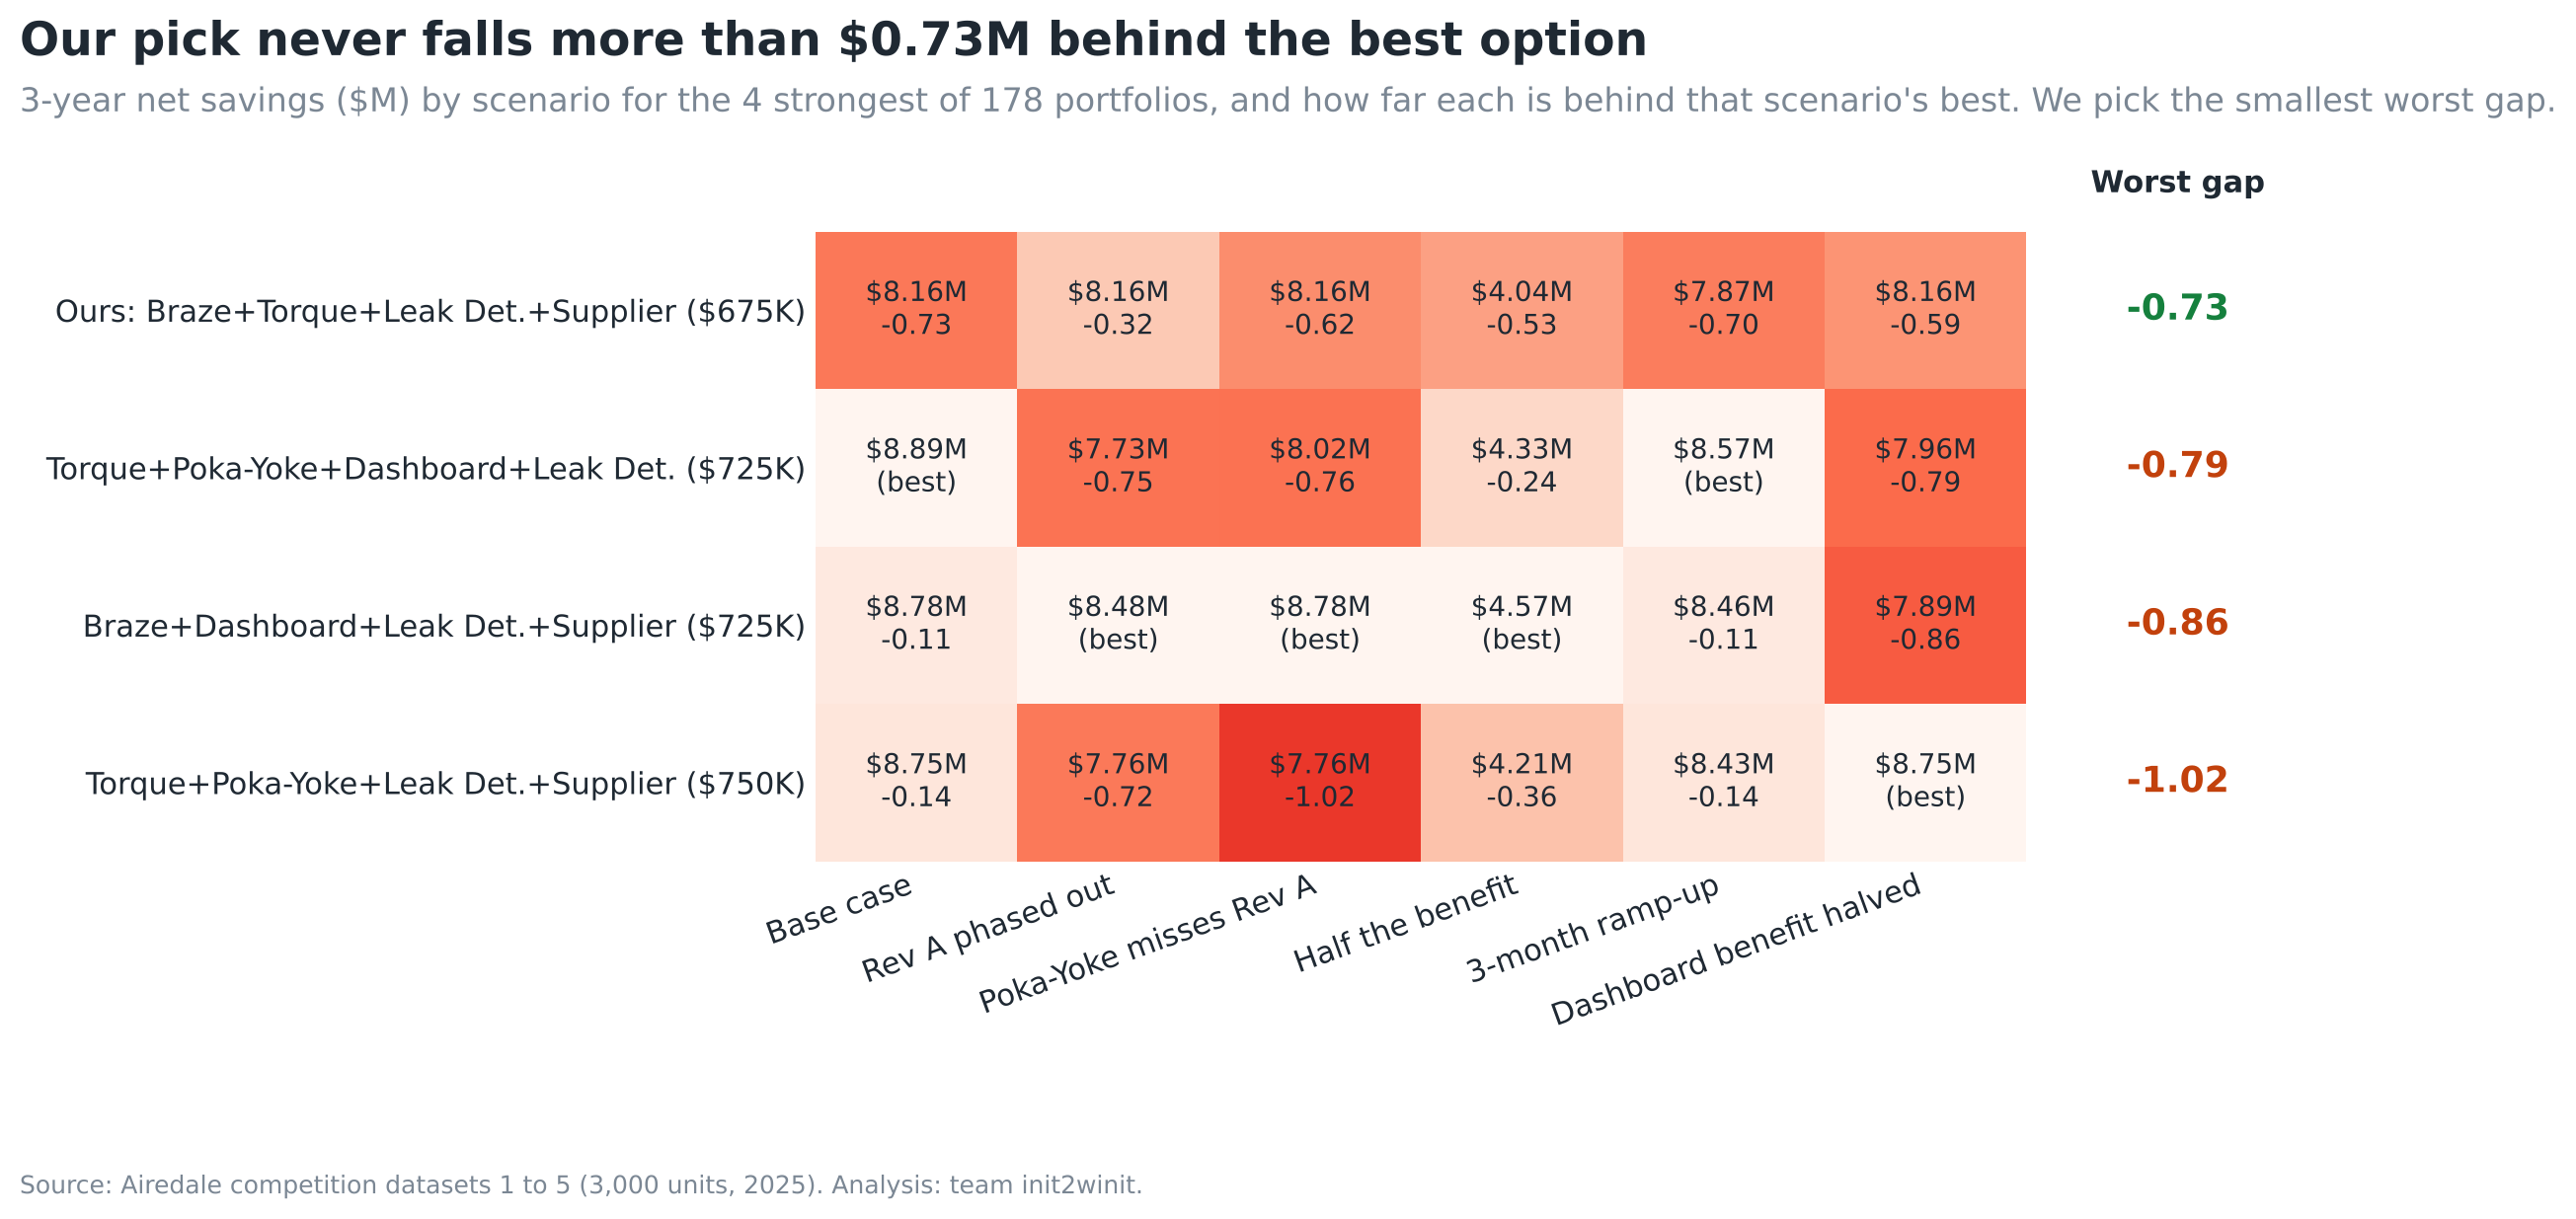 Our pick never falls more than $0.73M behind the best option
3-year net savings ($M) by scenario for the 4 strongest of 178 portfolios, and how far each is behind that scenario's best. We pick the smallest worst gap.
Worst gap
Ours: Braze+Torque+Leak Det.+Supplier ($675K)
$8.16M $8.16M $8.16M $4.04M $7.87M $8.16M
-0.73 -0.32 -0.62 -0.53 -0.70 -0.59
-0.73
Torque+Poka-Yoke+Dashboard+Leak Det. ($725K)
$8.89M $7.73M $8.02M $4.33M $8.57M $7.96M
(best) -0.75 -0.76 -0.24 (best) -0.79
-0.79
Braze+Dashboard+Leak Det.+Supplier ($725K)
$8.78M $8.48M $8.78M $4.57M $8.46M $7.89M
-0.11 (best) (best) (best) -0.11 -0.86
-0.86
Torque+Poka-Yoke+Leak Det.+Supplier ($750K)
$8.75M $7.76M $7.76M $4.21M $8.43M $8.75M
-0.14 -0.72 -1.02 -0.36 -0.14 (best)
-1.02
Base case
Rev A phased out
Poka-Yoke misses Rev A
Half the benefit
3-month ramp-up
Dashboard benefit halved
Source: Airedale competition datasets 1 to 5 (3,000 units, 2025). Analysis: team init2winit.